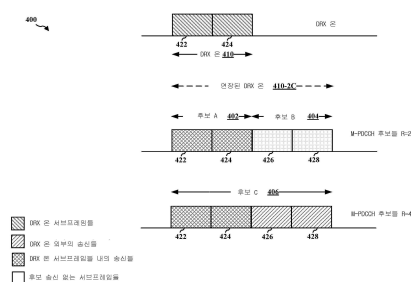 400
DRX 온
422 424
DRX 온 410
연장된 DRX 온 410-2C
후보 A 402 후보 B 404
M-PDCCH 후보들 R=2
422 424 426 428
후보 C 406
M-PDCCH 후보들 R=4
422 424 426 428
DRX 온 서브프레임들
DRX 온 외부의 송신들
DRX 온 서브프레임들 내의 송신들
후보 송신 없는 서브프레임들